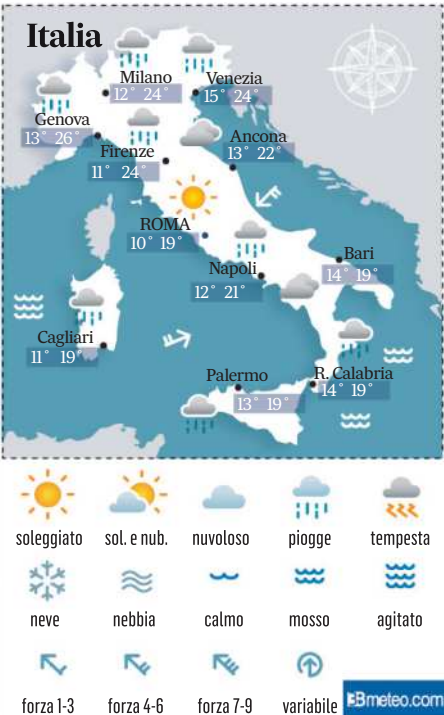 Italia
Milano
12° 24°
Venezia
15° 24°
Genova
13° 26°
Firenze
11° 24°
Ancona
13° 22°
ROMA
10° 19°
Napoli
12° 21°
Bari
14° 19°
Cagliari
11° 19°
Palermo
13° 19°
R. Calabria
14° 19°
soleggiato sol. e nub. nuvoloso piogge tempesta
neve nebbia calmo mosso agitato
forza 1-3 forza 4-6 forza 7-9 variabile
3Bmeteo.com